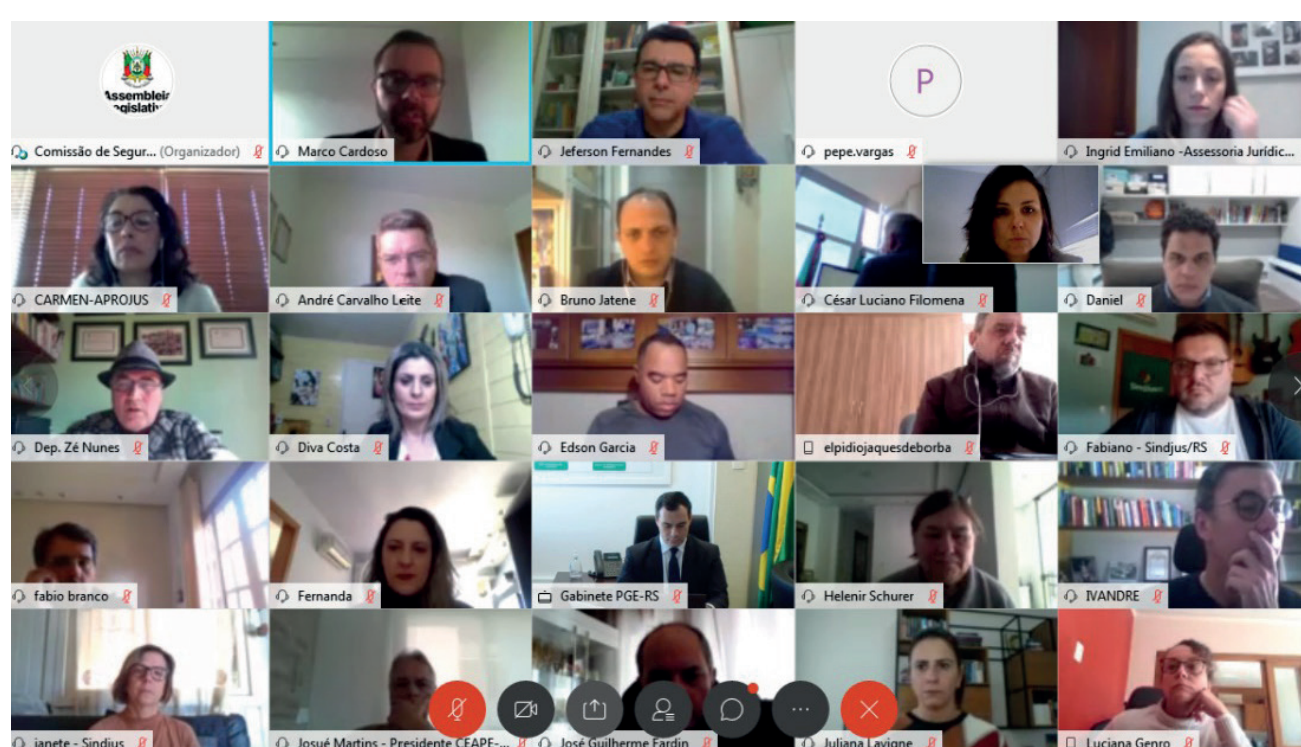 Assembleia
Legislativ
Comissão de Segur... (Organizador)
Marco Cardoso
Jeferson Fernandes
P
pepe.vargas
Ingrid Emiliano -Assessoria Jurídic...
CARMEN-APROJUS
André Carvalho Leite
Bruno Jatene
César Luciano Filomena
Daniel
Dep. Zé Nunes
Diva Costa
Edson Garcia
elpidiojaquesdeborba
Fabiano - Sindjus/RS
fabio branco
Fernanda
Gabinete PGE-RS
Helenir Schurer
IVANDRE
janete - Sindjus
Josué Martins - Presidente CEAPE-...
José Guilherme Fardin
Juliana Lavigne
Luciana Genro